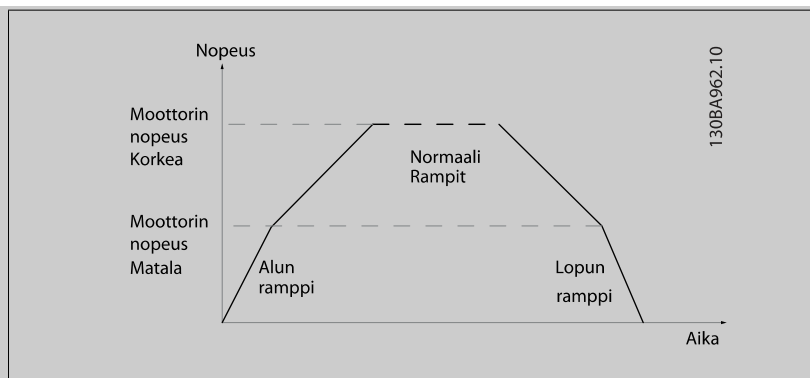 Nopeus
130BA962.10
Moottorin
nopeus
Korkea
Normaali
Rampit
Moottorin
nopeus
Matala
Alun
ramppi
Lopun
ramppi
Aika